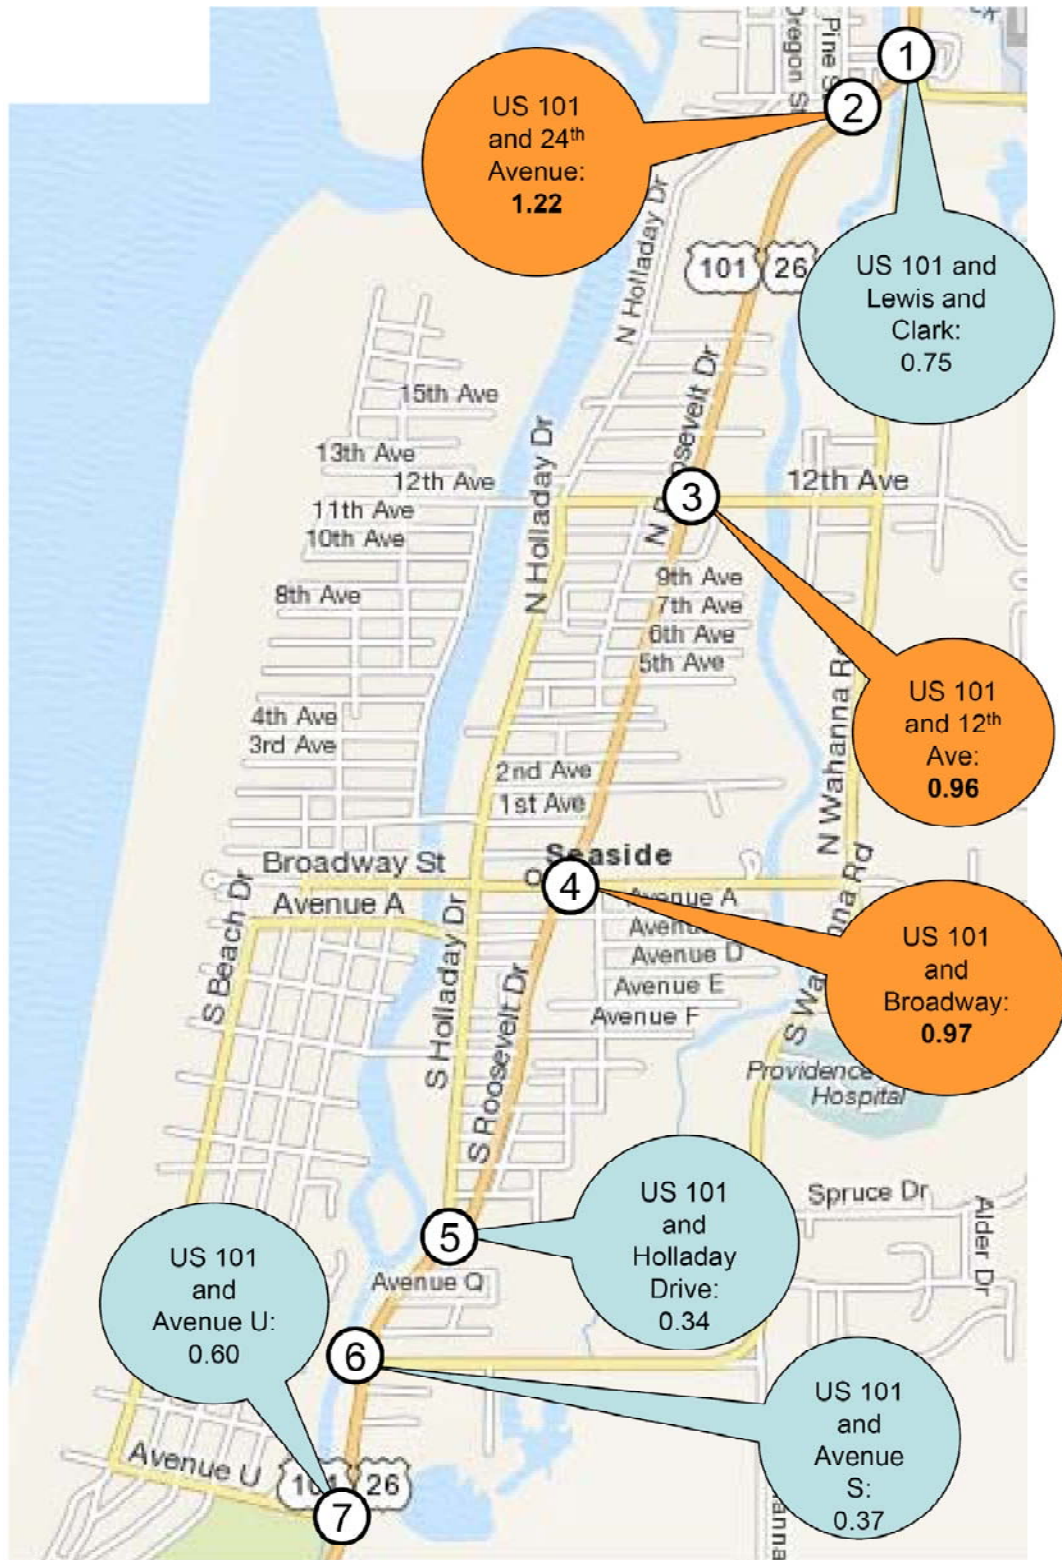 Oregon St
Pine St
1
2
US 101
and 24th
Avenue:
1.22
N Holladay Dr
101
26
US 101 and
Lewis and
Clark:
0.75
15th Ave
N Holladay Dr
N Roosevelt Dr
13th Ave
12th Ave
12th Ave
3
11th Ave
10th Ave
9th Ave
8th Ave
7th Ave
6th Ave
5th Ave
N Wahanna Rd
US 101
and 12th
Ave:
0.96
4th Ave
3rd Ave
2nd Ave
1st Ave
Seaside
Broadway St
4
Avenue A
Avenue A
Avenue
Avenue D
Avenue E
Avenue F
US 101
and
Broadway:
0.97
S Beach Dr
S Holladay Dr
S Roosevelt Dr
S Wa
nna Rd
Providence
Hospital
US 101
and
Holladay
Drive:
0.34
Spruce Dr
Alder Dr
5
Avenue Q
US 101
and
Avenue U:
0.60
6
US 101
and
Avenue
S:
0.37
Avenue U
101
26
7